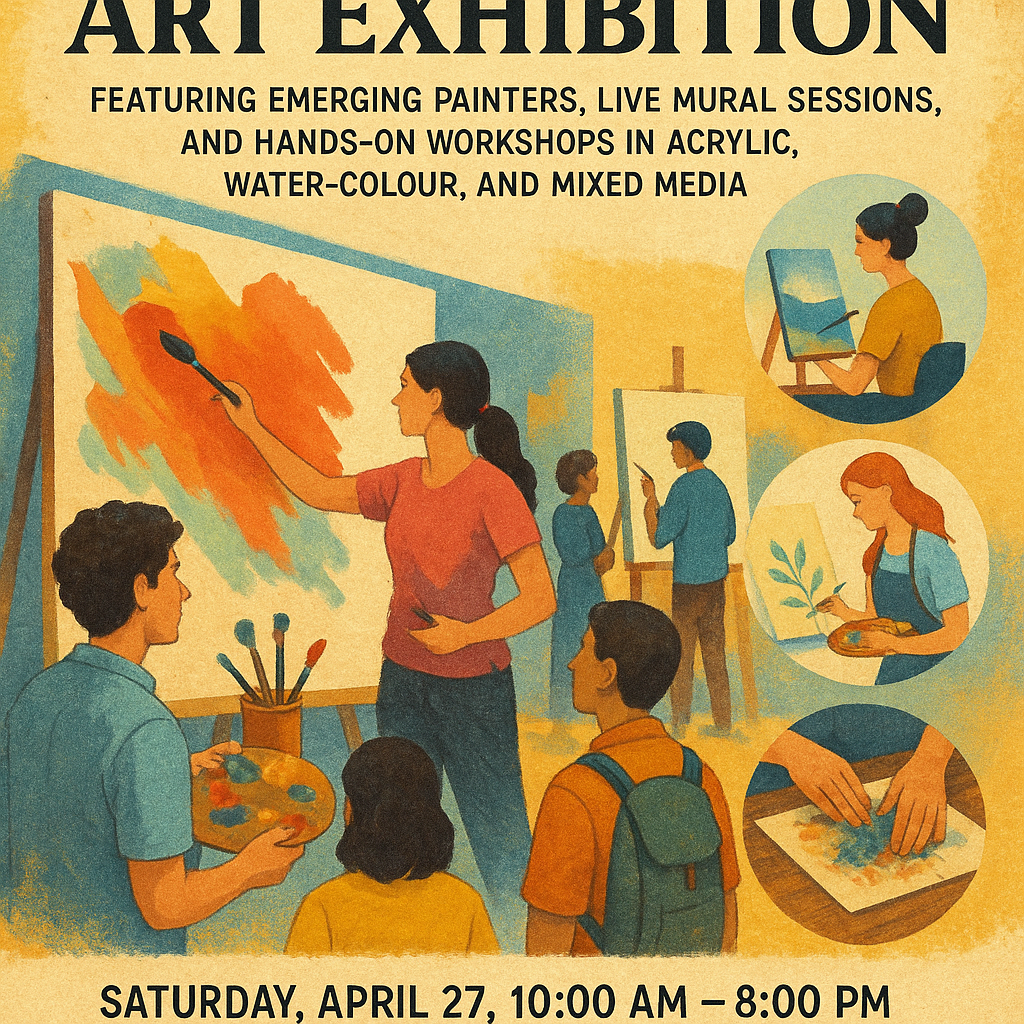 ART EXHIBITION
FEATURING EMERGING PAINTERS, LIVE MURAL SESSIONS,
AND HANDS-ON WORKSHOPS IN ACRYLIC,
WATER-COLOUR, AND MIXED MEDIA
SATURDAY, APRIL 27, 10:00 AM – 8:00 PM